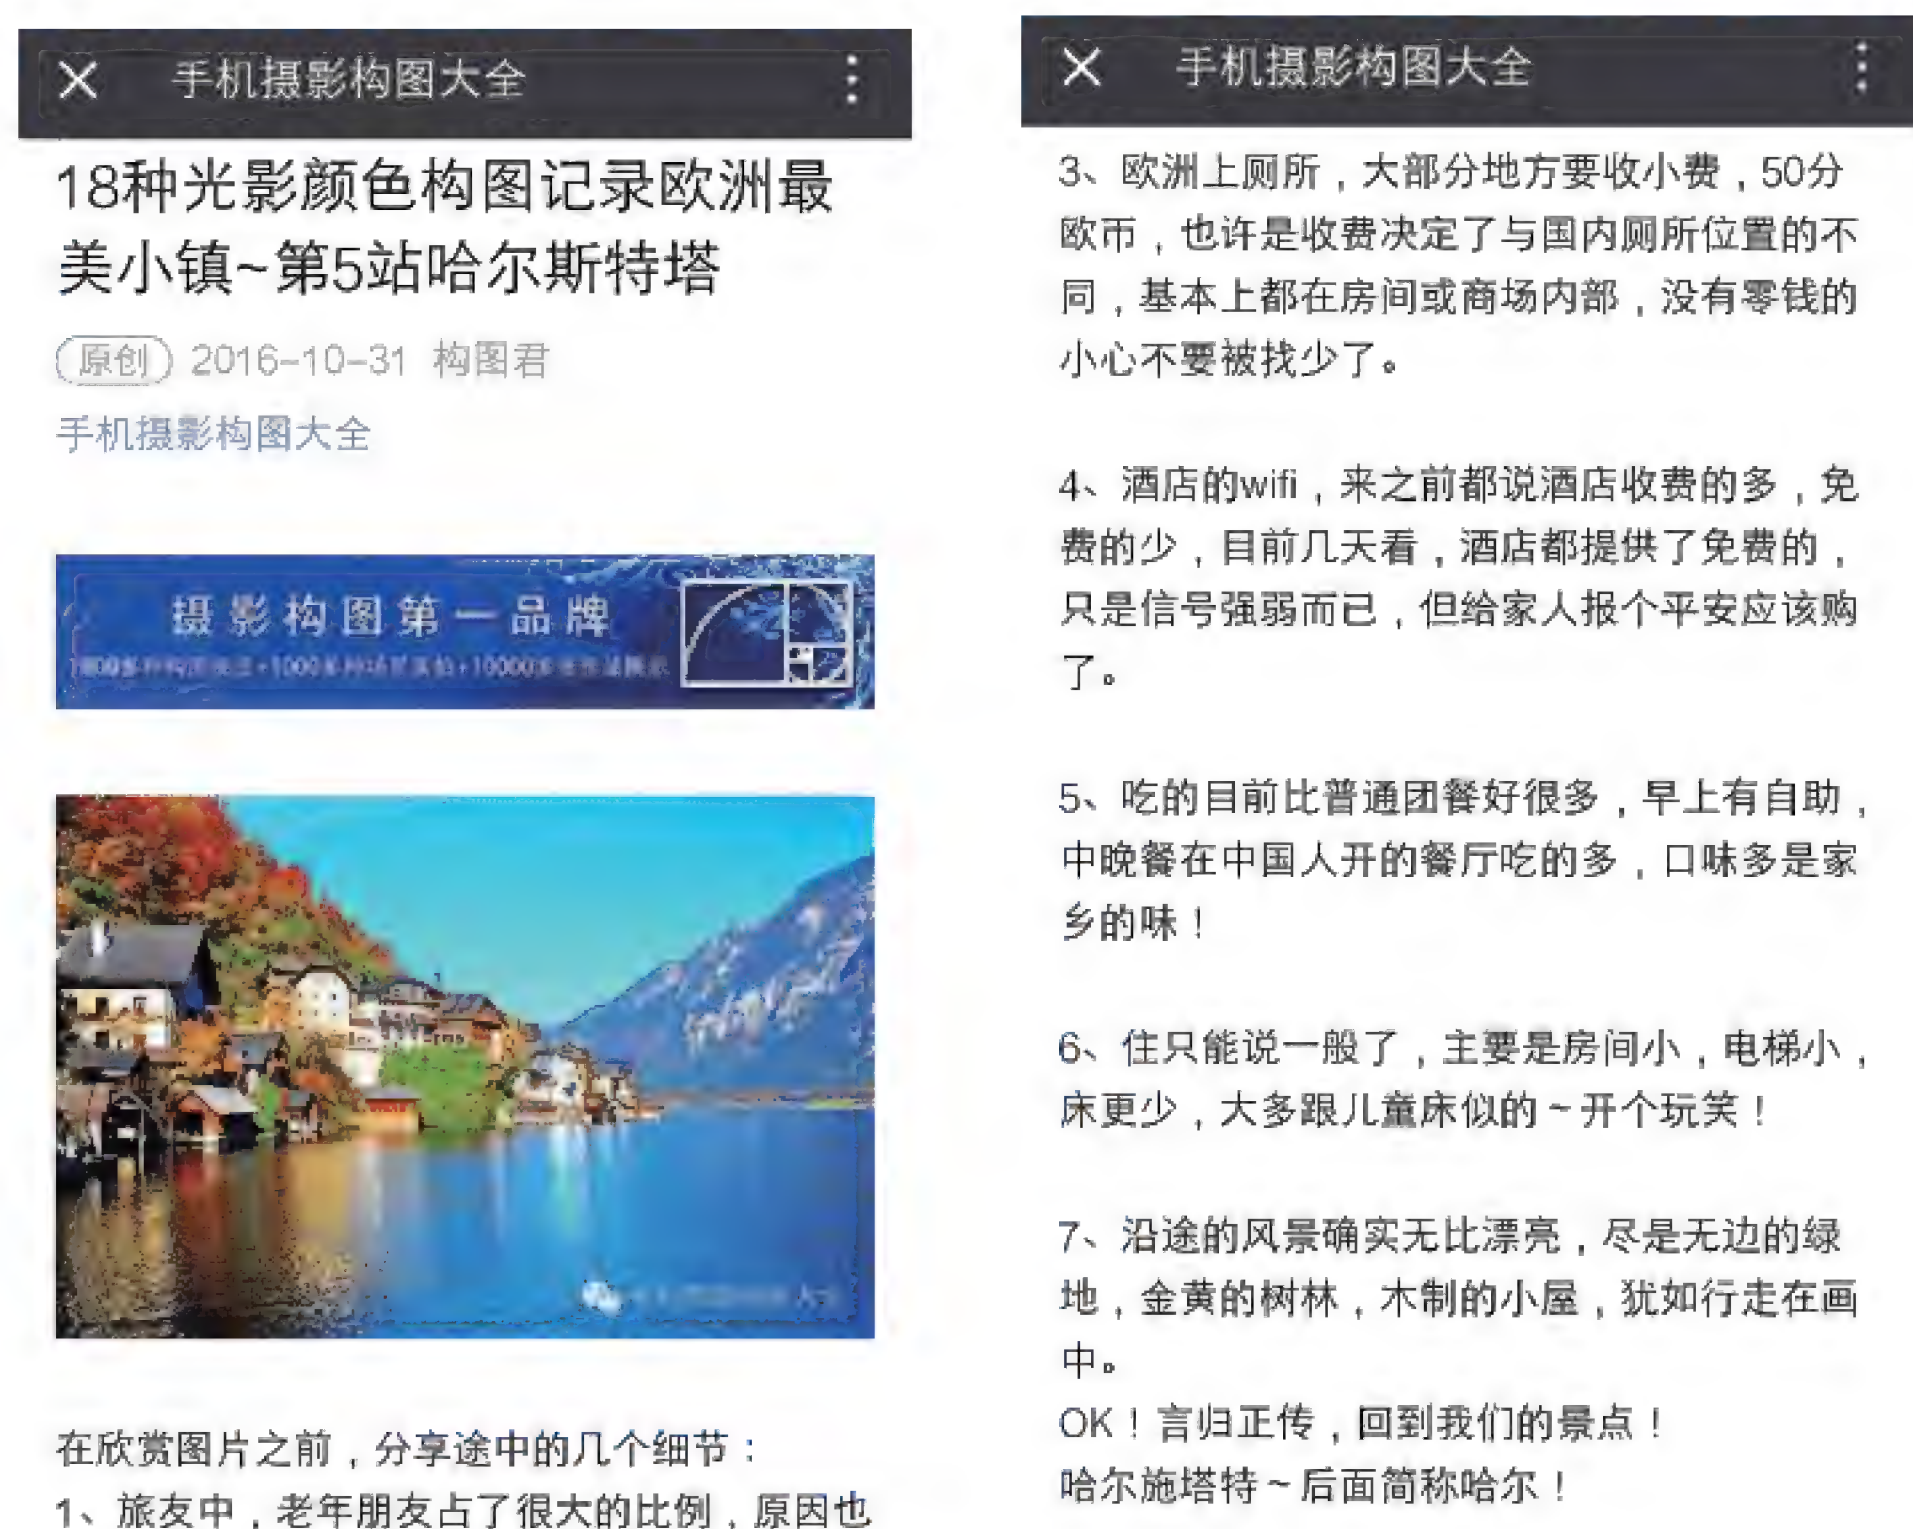 手机摄影构图大全
18种光影颜色构图记录欧洲最
美小镇~第5站哈尔斯特塔
原创 2016-10-31 构图君
手机摄影构图大全
摄影构图第一品牌
在欣赏图片之前，分享途中的几个细节：
1、旅友中，老年朋友占了很大的比例，原因也
手机摄影构图大全
3、欧洲上厕所，大部分地方要收小费，50分
欧币，也许是收费决定了与国内厕所位置的不
同，基本上都在房间或商场内部，没有零钱的
小心不要被找少了。
4、酒店的wifi，来之前都说酒店收费的多，免
费的少，目前几天看，酒店都提供了免费的，
只是信号强弱而已，但给家人报个平安应该购
了。
5、吃的目前比普通团餐好很多，早上有自助，
中晚餐在中国人开的餐厅吃的多，口味多是家
乡的味！
6、住只能说一般了，主要是房间小，电梯小，
床更少，大多跟儿童床似的~开个玩笑！
7、沿途的风景确实无比漂亮，尽是无边的绿
地，金黄的树林，木制的小屋，犹如行走在画
中。
OK！言归正传，回到我们的景点！
哈尔施塔特~后面简称哈尔！